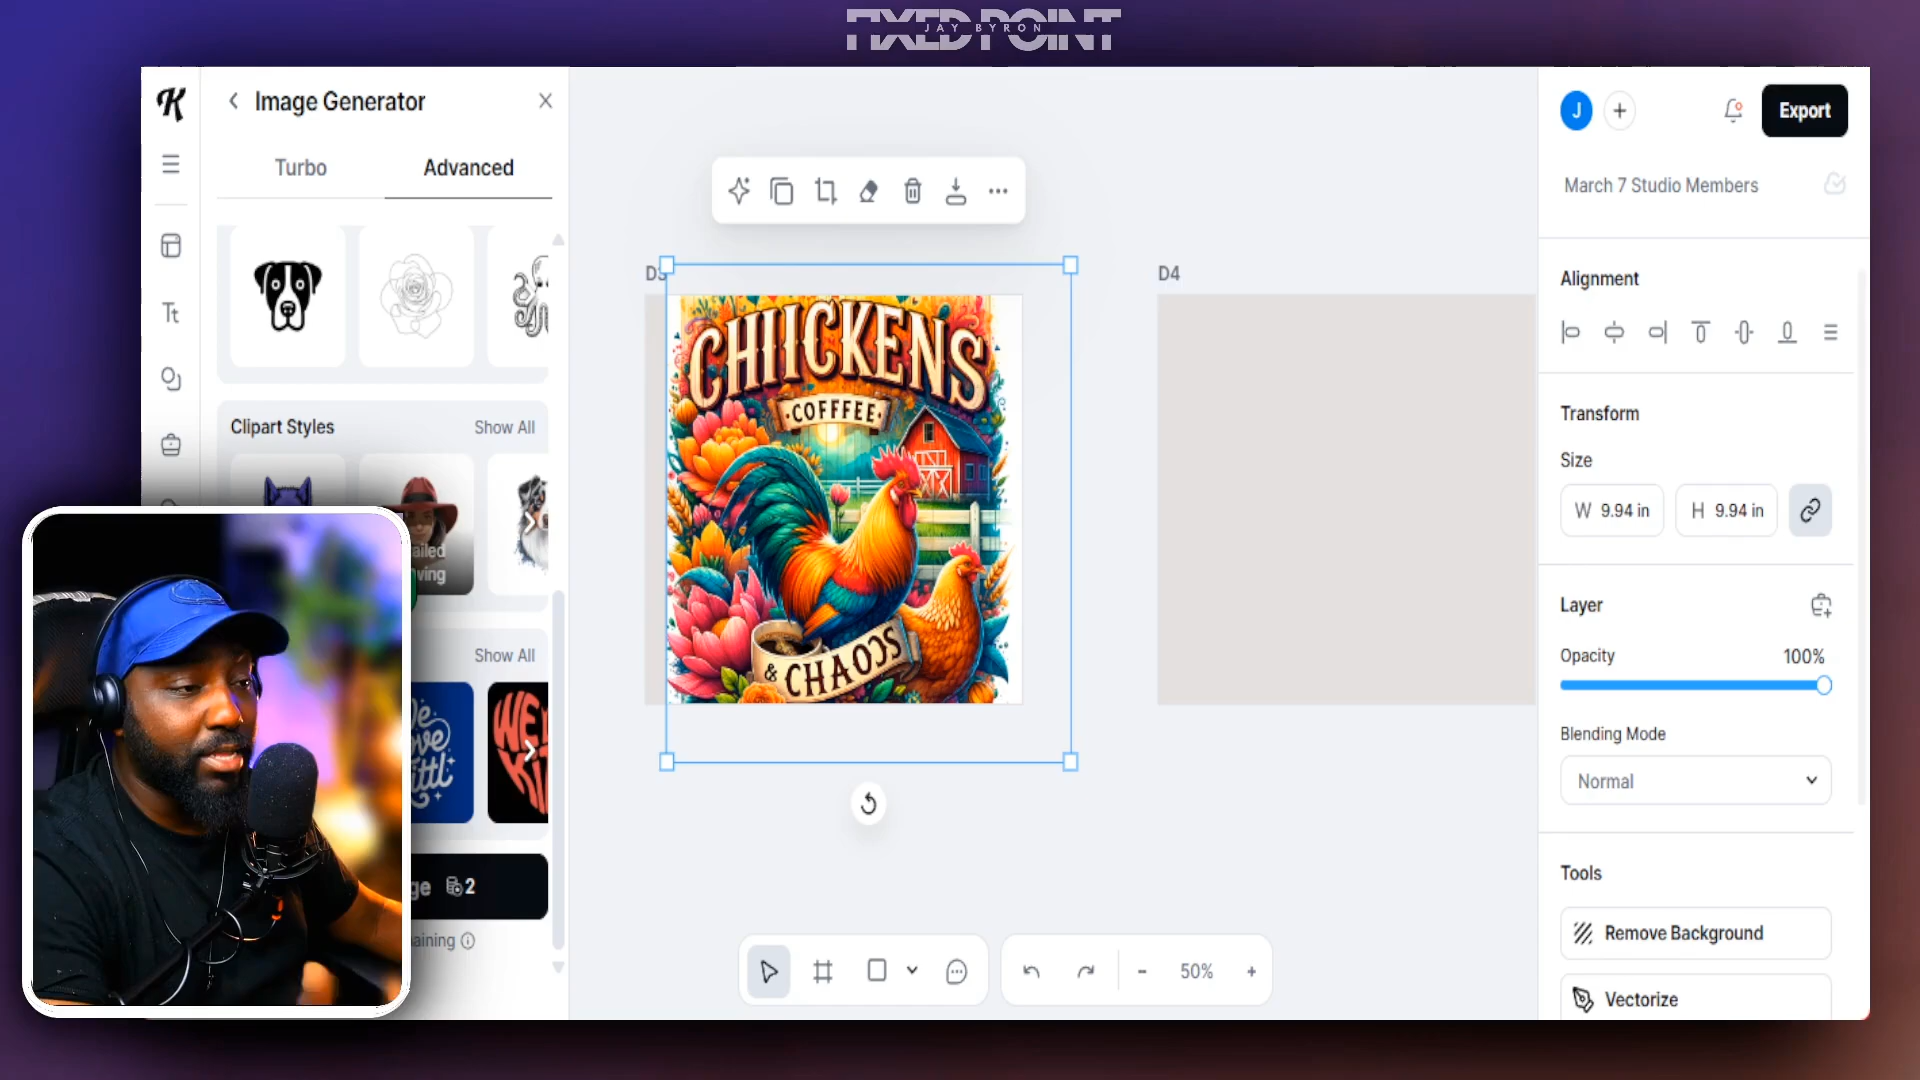 FIXED POINT
JAY BYRON
K
Image Generator
Export
J
Turbo
Advanced
March 7 Studio Members
D3
D4
Alignment
CHIICKENS
·COFFFEE·
& CHAOS
Clipart Styles
Show All
Transform
Size
W 9.94 in
H 9.94 in
Layer
Opacity
100%
Show All
Blending Mode
Normal
2
Tools
Remove Background
50%
Vectorize